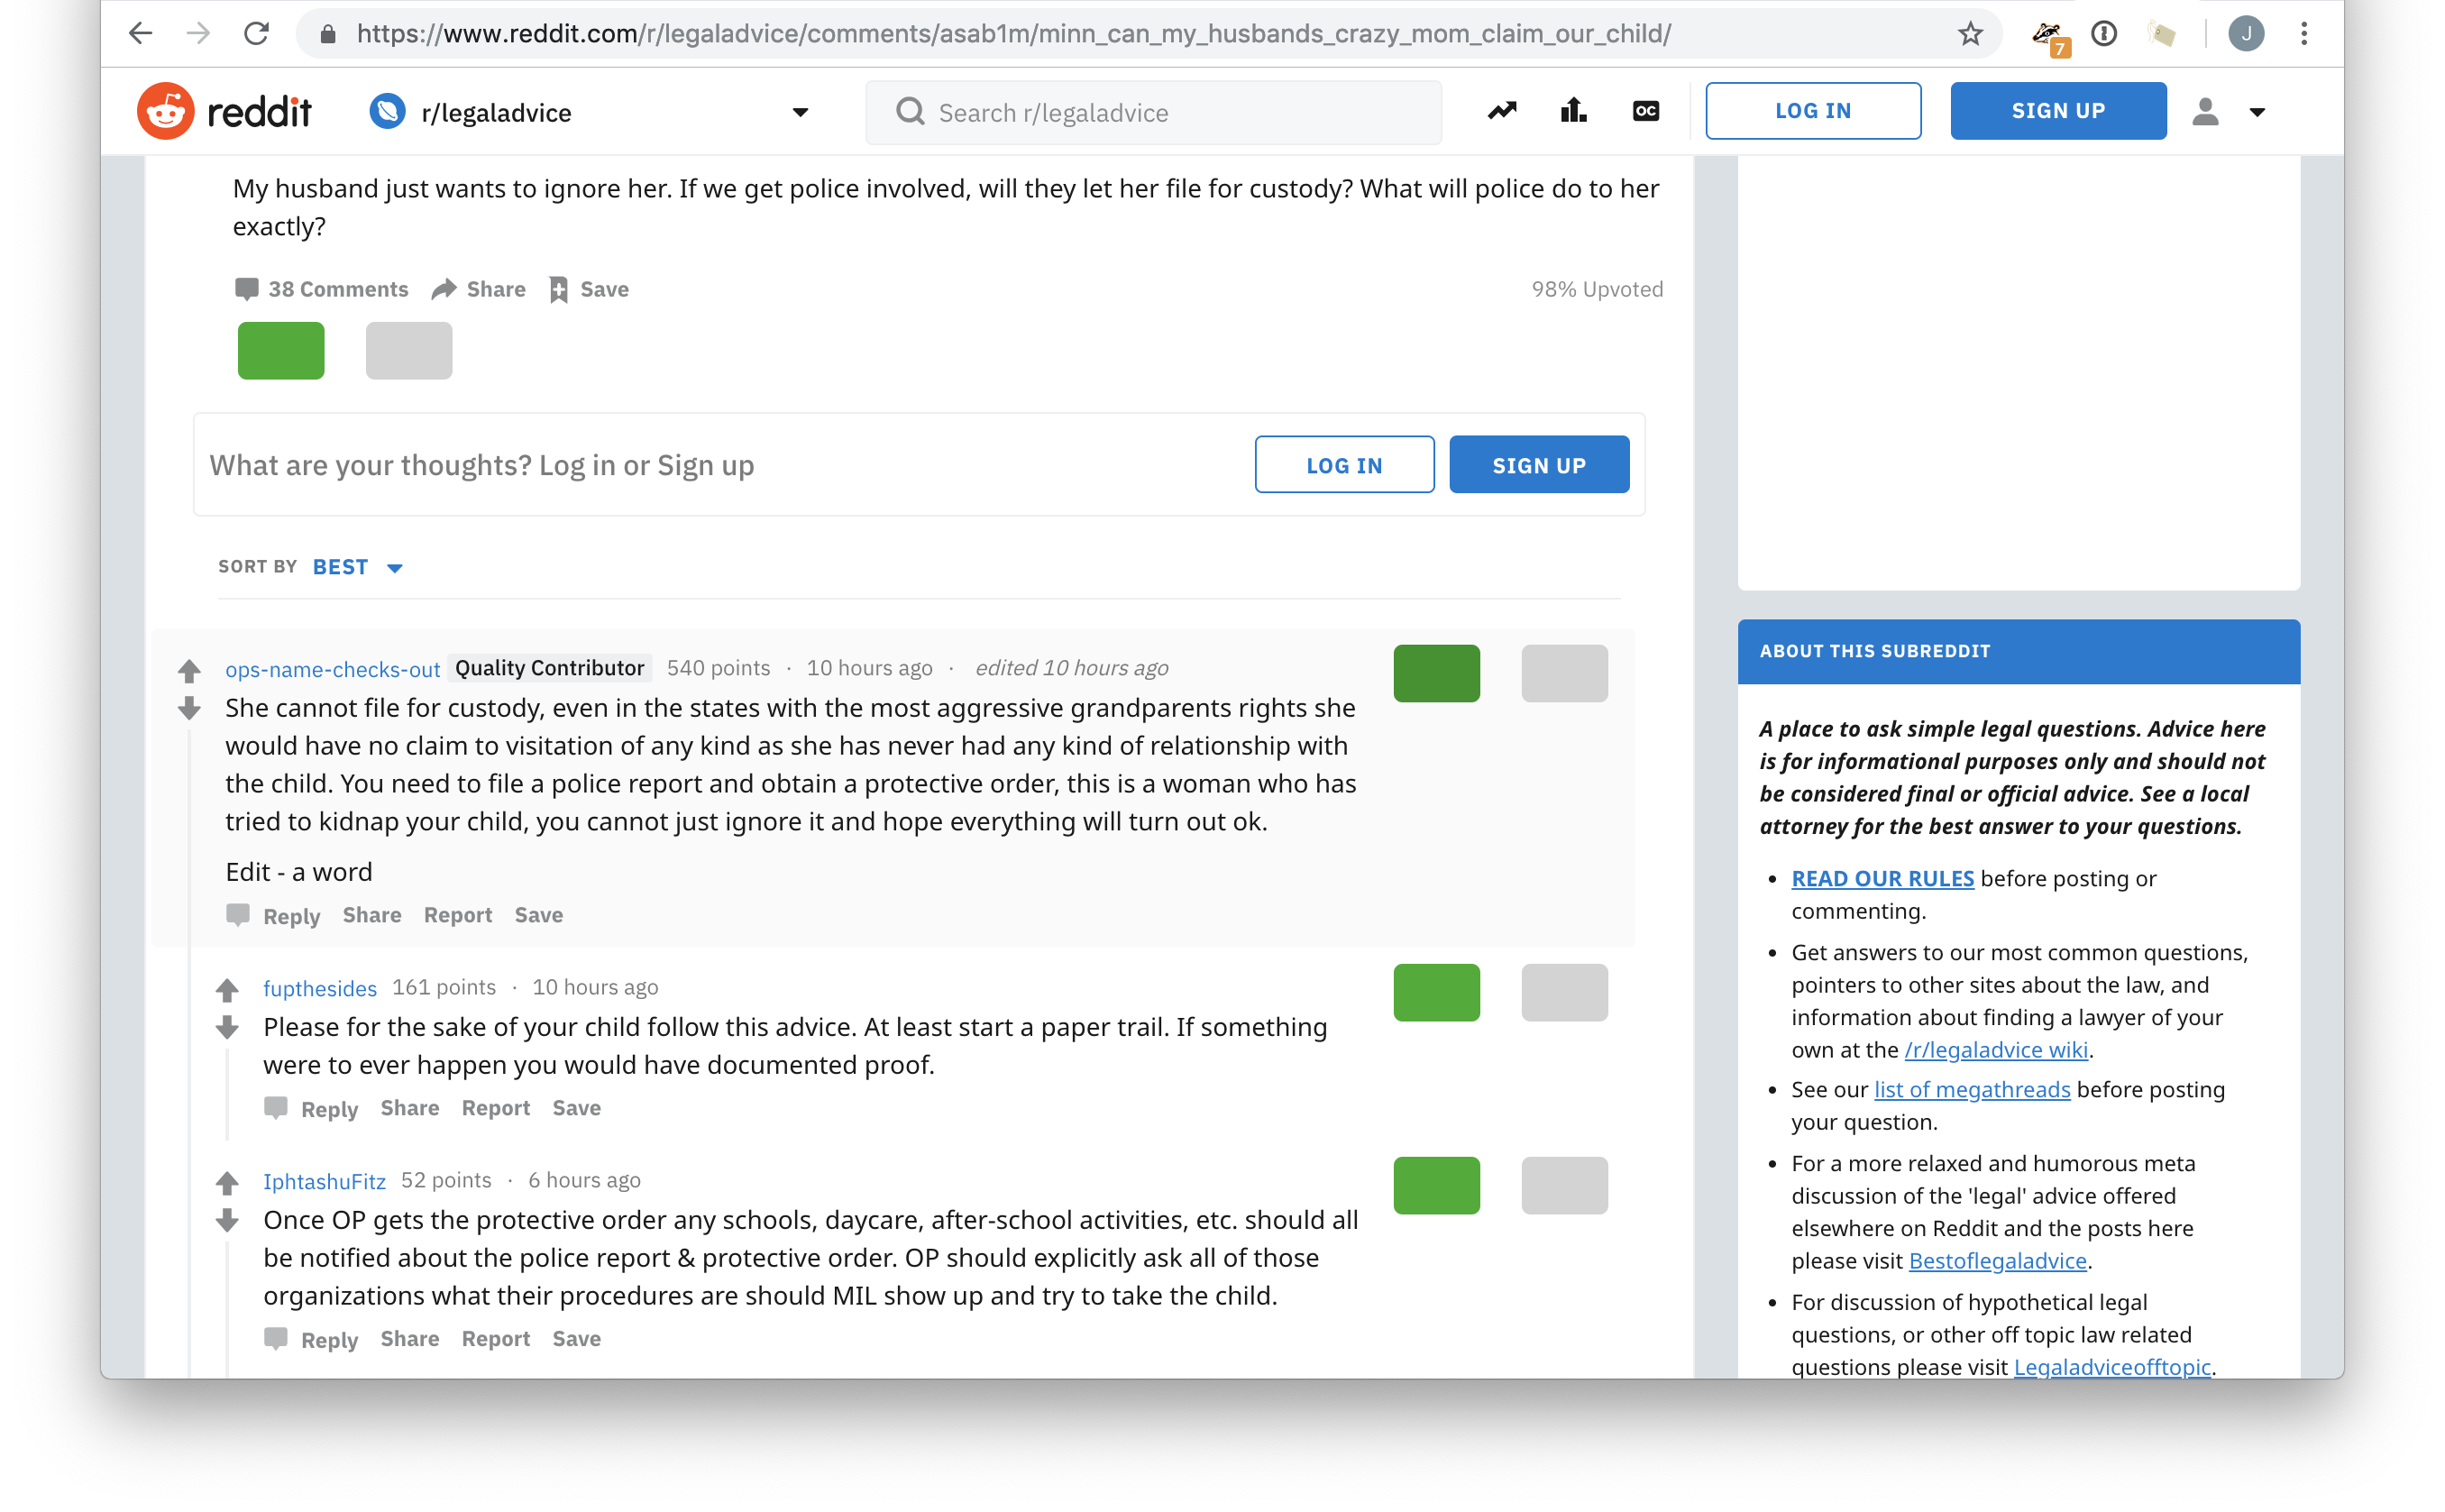 https://www.reddit.com/r/legaladvice/comments/asab1m/minn_can_my_husbands_crazy_mom_claim_our_child/
7
J
reddit
r/legaladvice
Search r/legaladvice
OC
LOG IN
SIGN UP
My husband just wants to ignore her. If we get police involved, will they let her file for custody? What will police do to her
exactly?
38 Comments Share Save
98% Upvoted
What are your thoughts? Log in or Sign up
LOG IN
SIGN UP
SORT BY BEST
ops-name-checks-out Quality Contributor 540 points · 10 hours ago · edited 10 hours ago
She cannot file for custody, even in the states with the most aggressive grandparents rights she
would have no claim to visitation of any kind as she has never had any kind of relationship with
the child. You need to file a police report and obtain a protective order, this is a woman who has
tried to kidnap your child, you cannot just ignore it and hope everything will turn out ok.
Edit - a word
Reply Share Report Save
fupthesides 161 points · 10 hours ago
Please for the sake of your child follow this advice. At least start a paper trail. If something
were to ever happen you would have documented proof.
Reply Share Report Save
IphtashuFitz 52 points · 6 hours ago
Once OP gets the protective order any schools, daycare, after-school activities, etc. should all
be notified about the police report & protective order. OP should explicitly ask all of those
organizations what their procedures are should MIL show up and try to take the child.
Reply Share Report Save
ABOUT THIS SUBREDDIT
A place to ask simple legal questions. Advice here
is for informational purposes only and should not
be considered final or official advice. See a local
attorney for the best answer to your questions.
• READ OUR RULES before posting or
commenting.
• Get answers to our most common questions,
pointers to other sites about the law, and
information about finding a lawyer of your
own at the /r/legaladvice wiki.
• See our list of megathreads before posting
your question.
• For a more relaxed and humorous meta
discussion of the 'legal' advice offered
elsewhere on Reddit and the posts here
please visit Bestoflegaladvice.
• For discussion of hypothetical legal
questions, or other off topic law related
questions please visit Legaladviceofftopic.